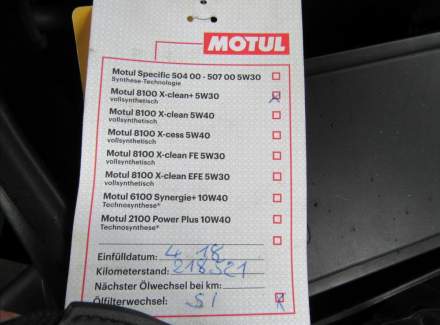 MOTUL
Motul Specific 504 00 - 507 00 5W30
Synthese-Technologie
Motul 8100 X-clean+ 5W30
vollsynthetisch
Motul 8100 X-clean 5W40
vollsynthetisch
Motul 8100 X-cess 5W40
vollsynthetisch
Motul 8100 X-clean FE 5W30
vollsynthetisch
Motul 8100 X-clean EFE 5W30
vollsynthetisch
Motul 6100 Synergie+ 10W40
Technosynthese®
Motul 2100 Power Plus 10W40
Technosynthese®
Einfülldatum: 4 18
Kilometerstand: 218521
Nächster Ölwechsel bei km:
Ölfilterwechsel: